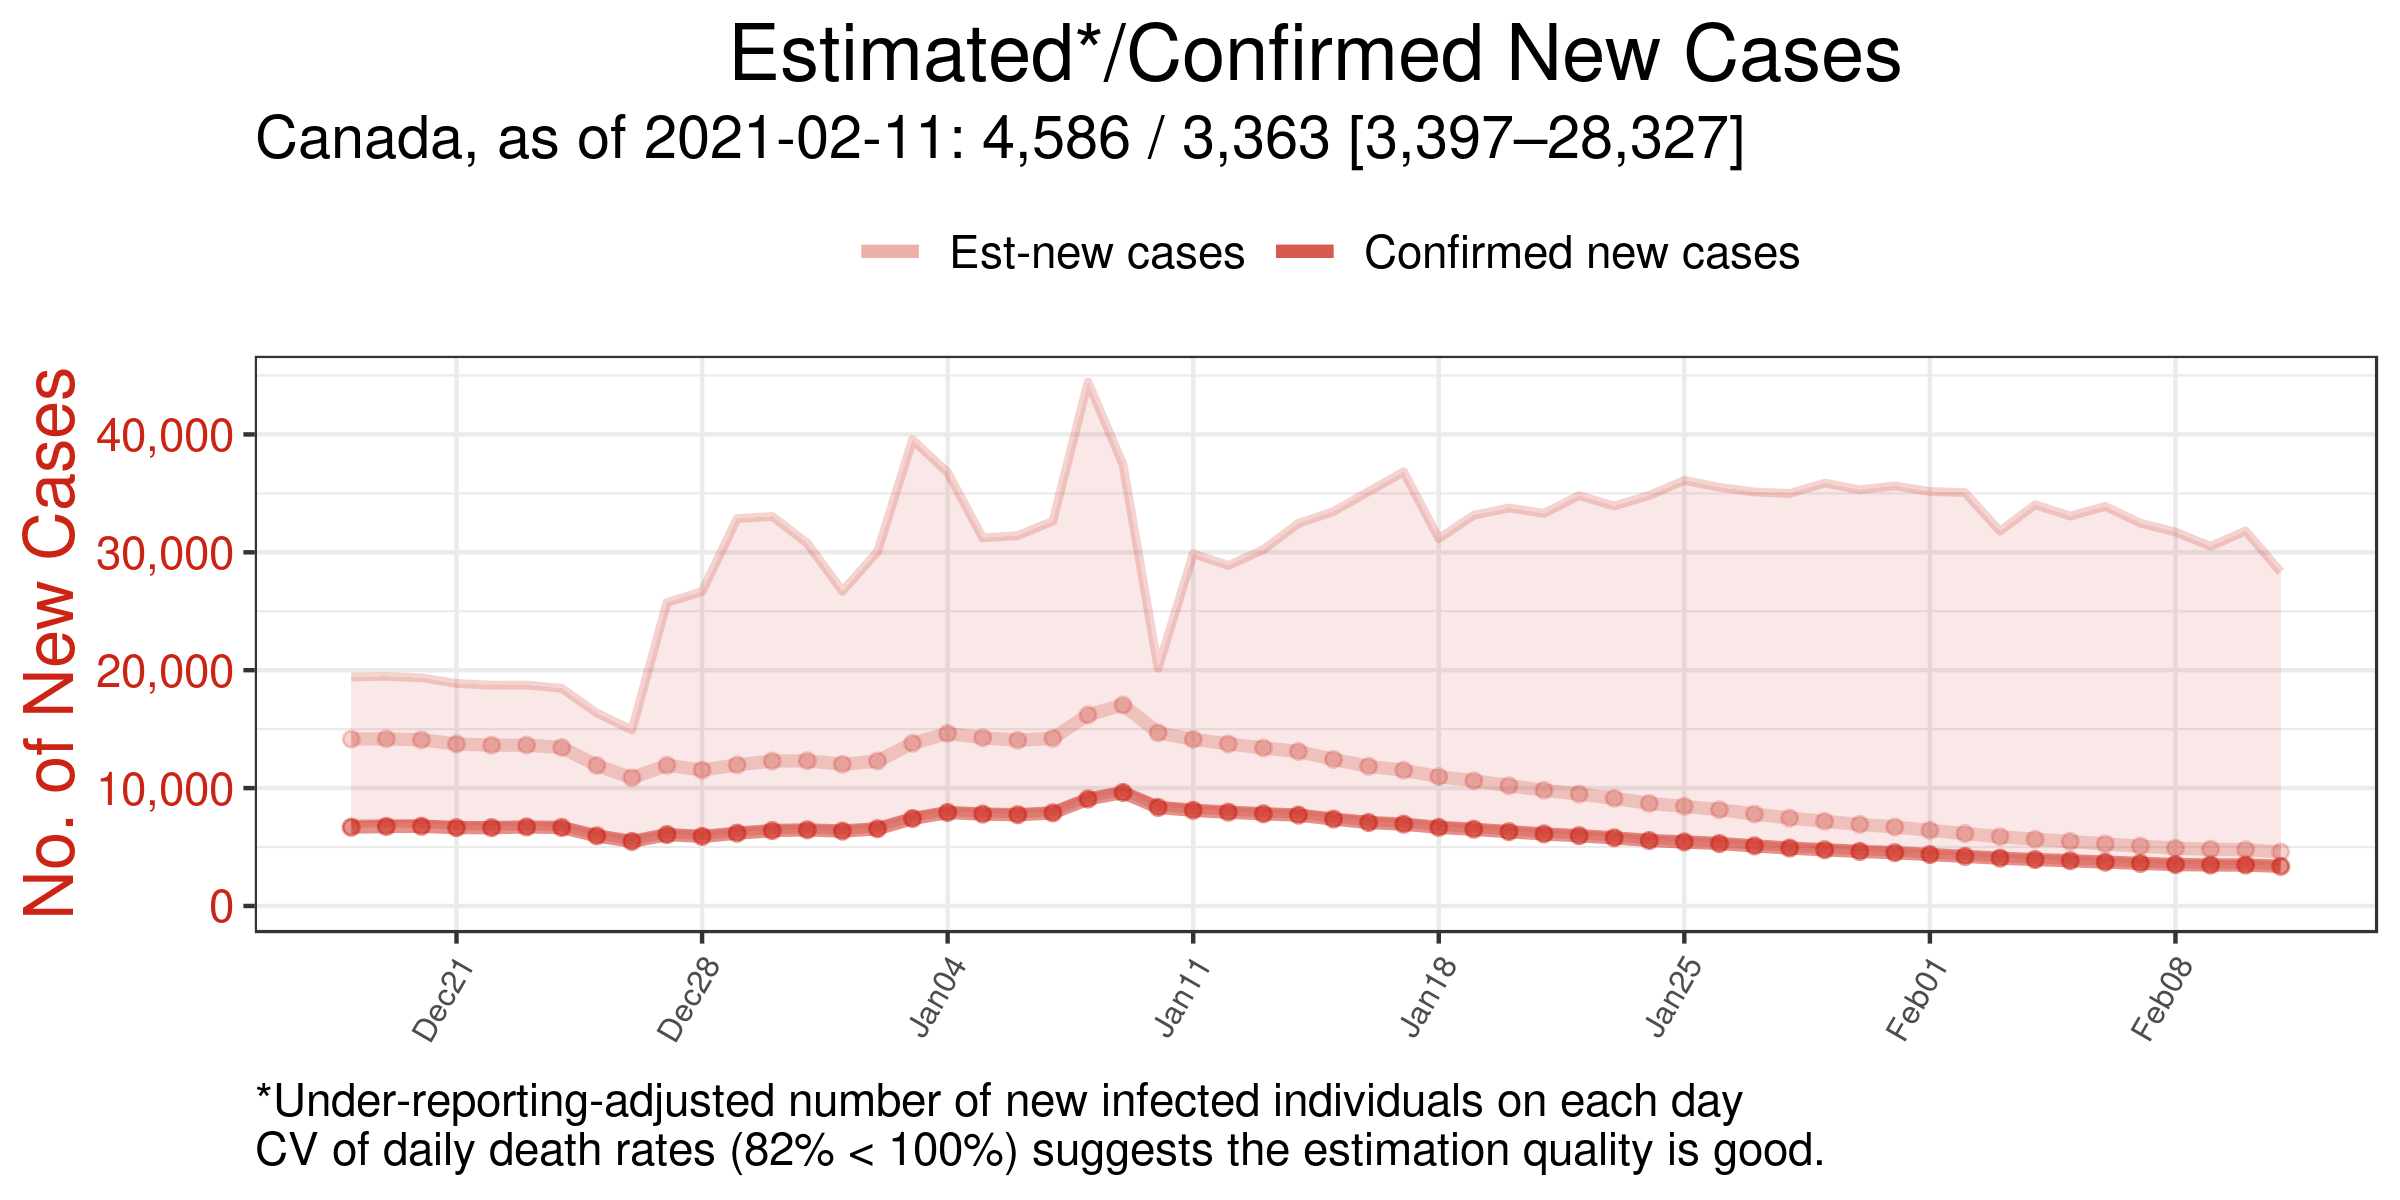 Estimated*/Confirmed New Cases
Canada, as of 2021-02-11: 4,586 / 3,363 [3,397–28,327]
Est-new cases
Confirmed new cases
No. of New Cases
40,000
30,000
20,000
10,000
0
Dec21
Dec28
Jan04
Jan11
Jan18
Jan25
Feb01
Feb08
*Under-reporting-adjusted number of new infected individuals on each day
CV of daily death rates (82% < 100%) suggests the estimation quality is good.